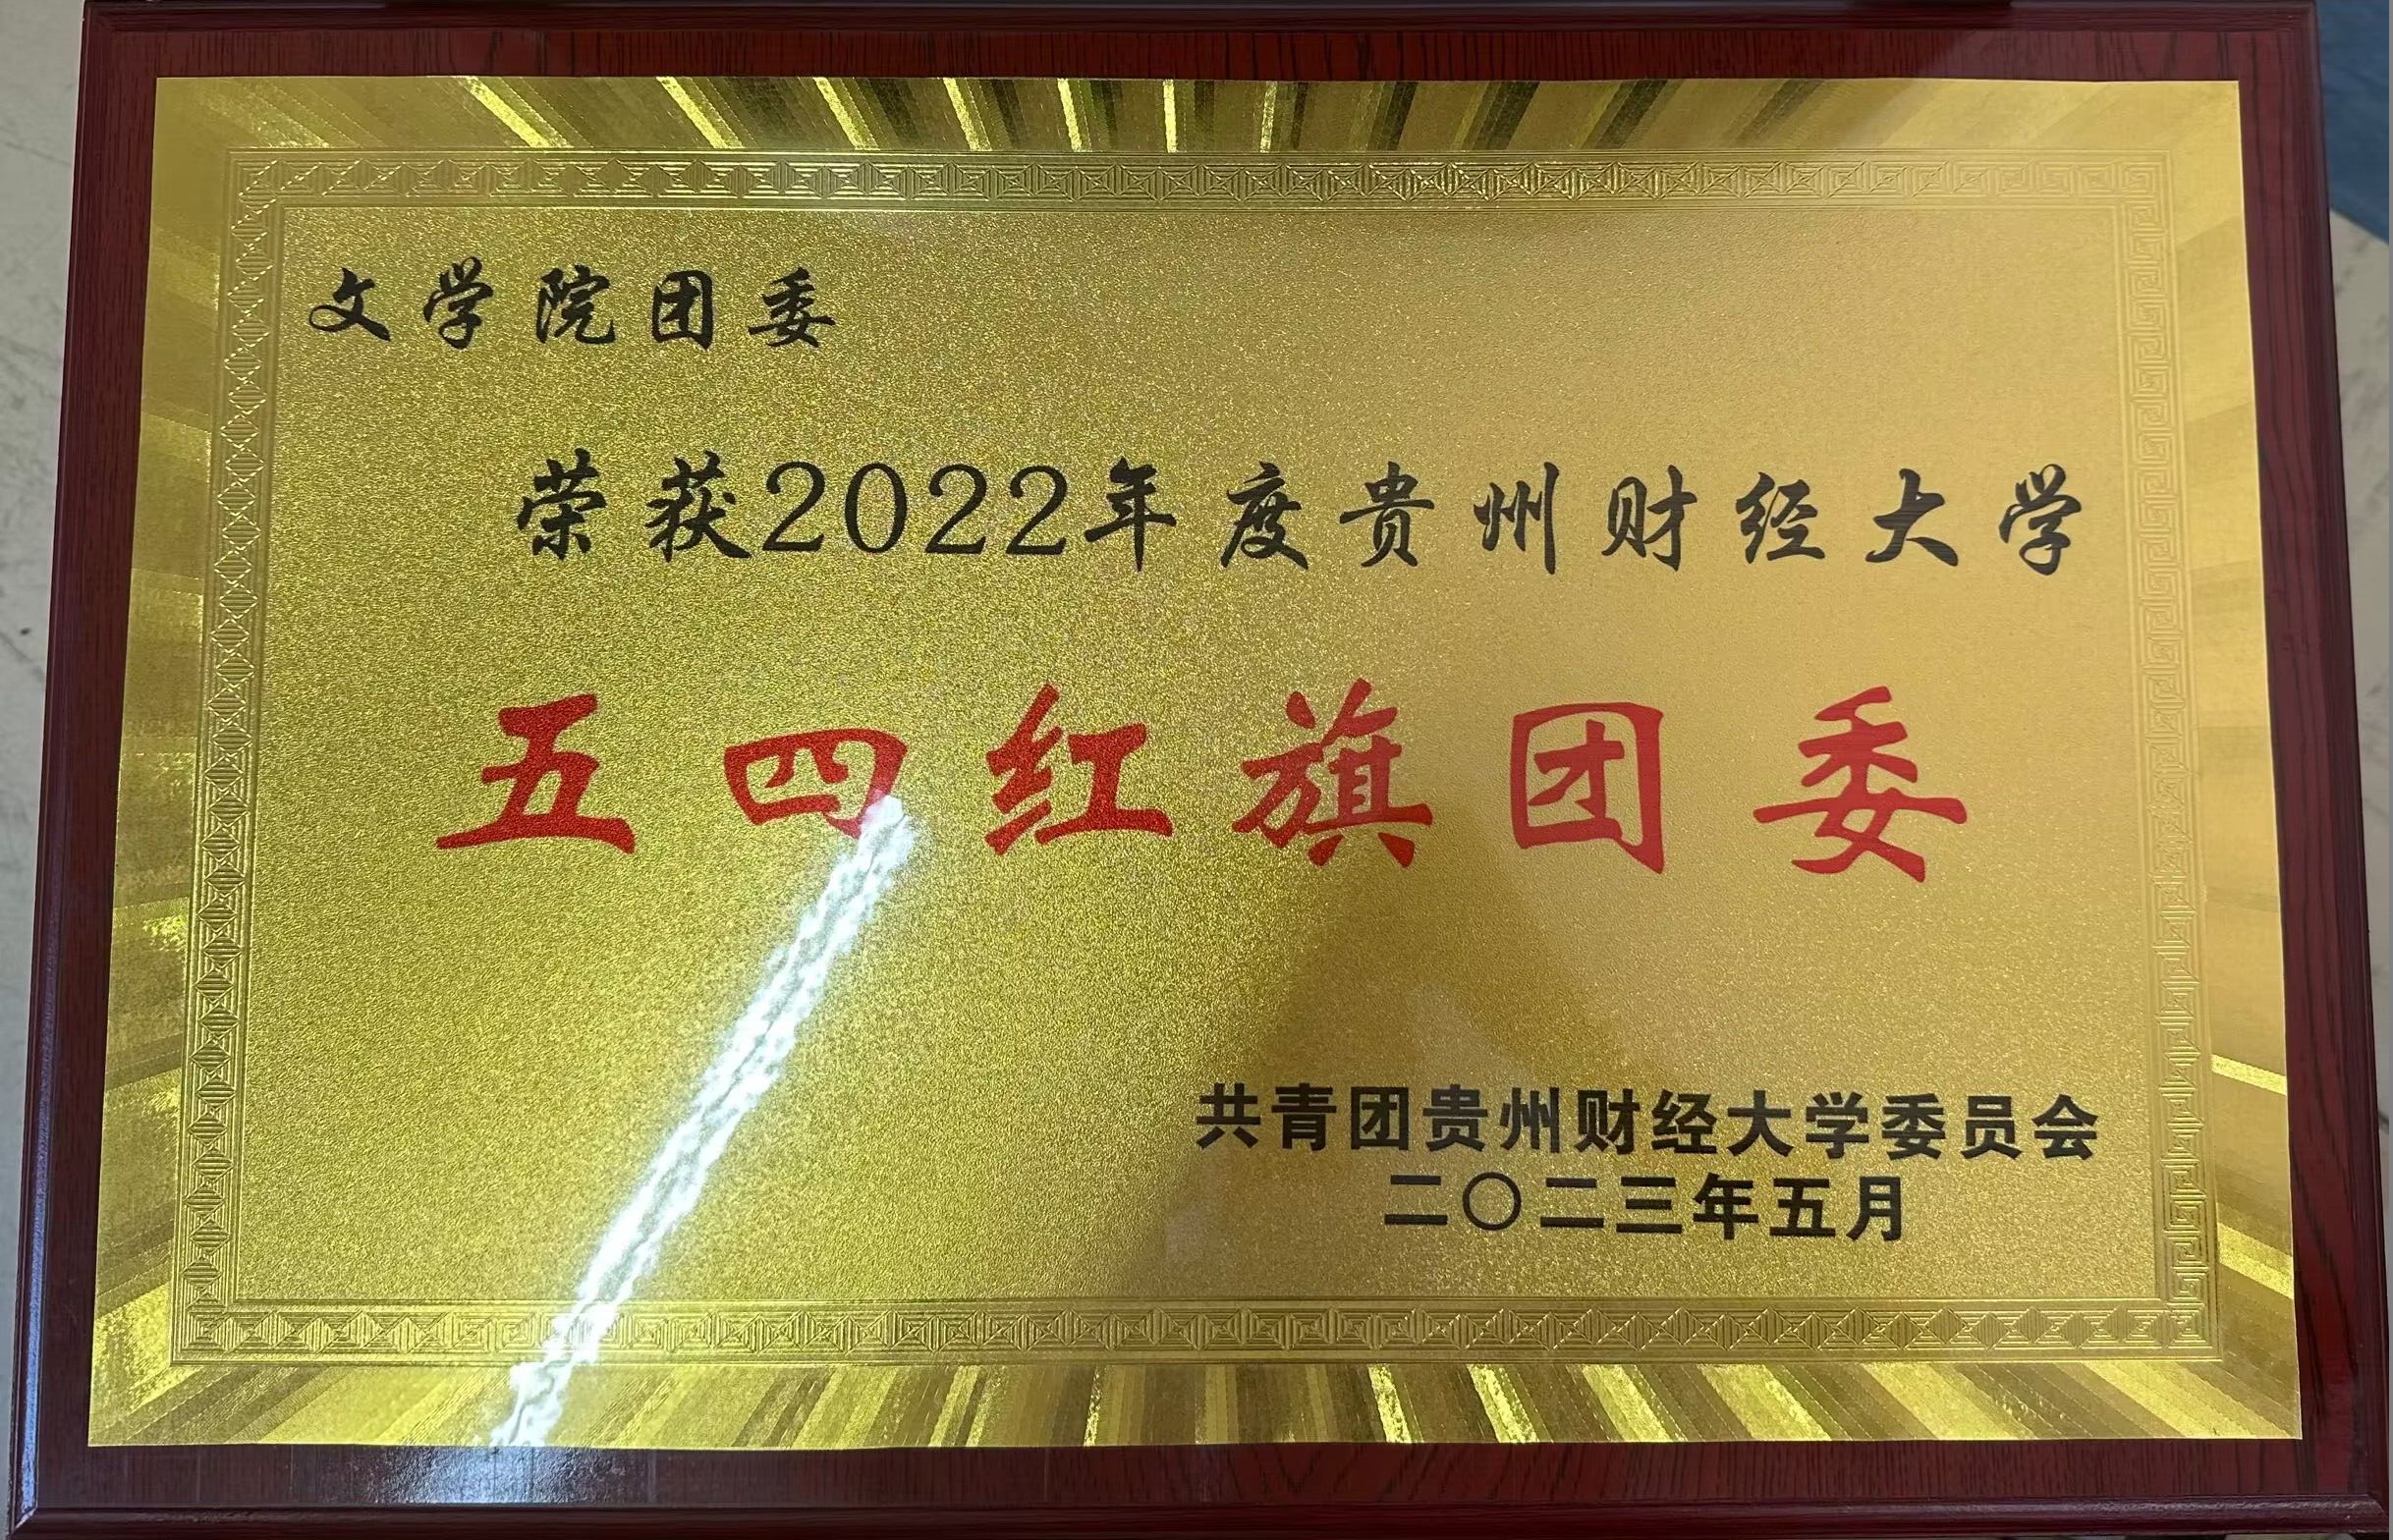 文学院团委
荣获2022年度贵州财经大学
五四红旗团委
共青团贵州财经大学委员会
二〇二三年五月